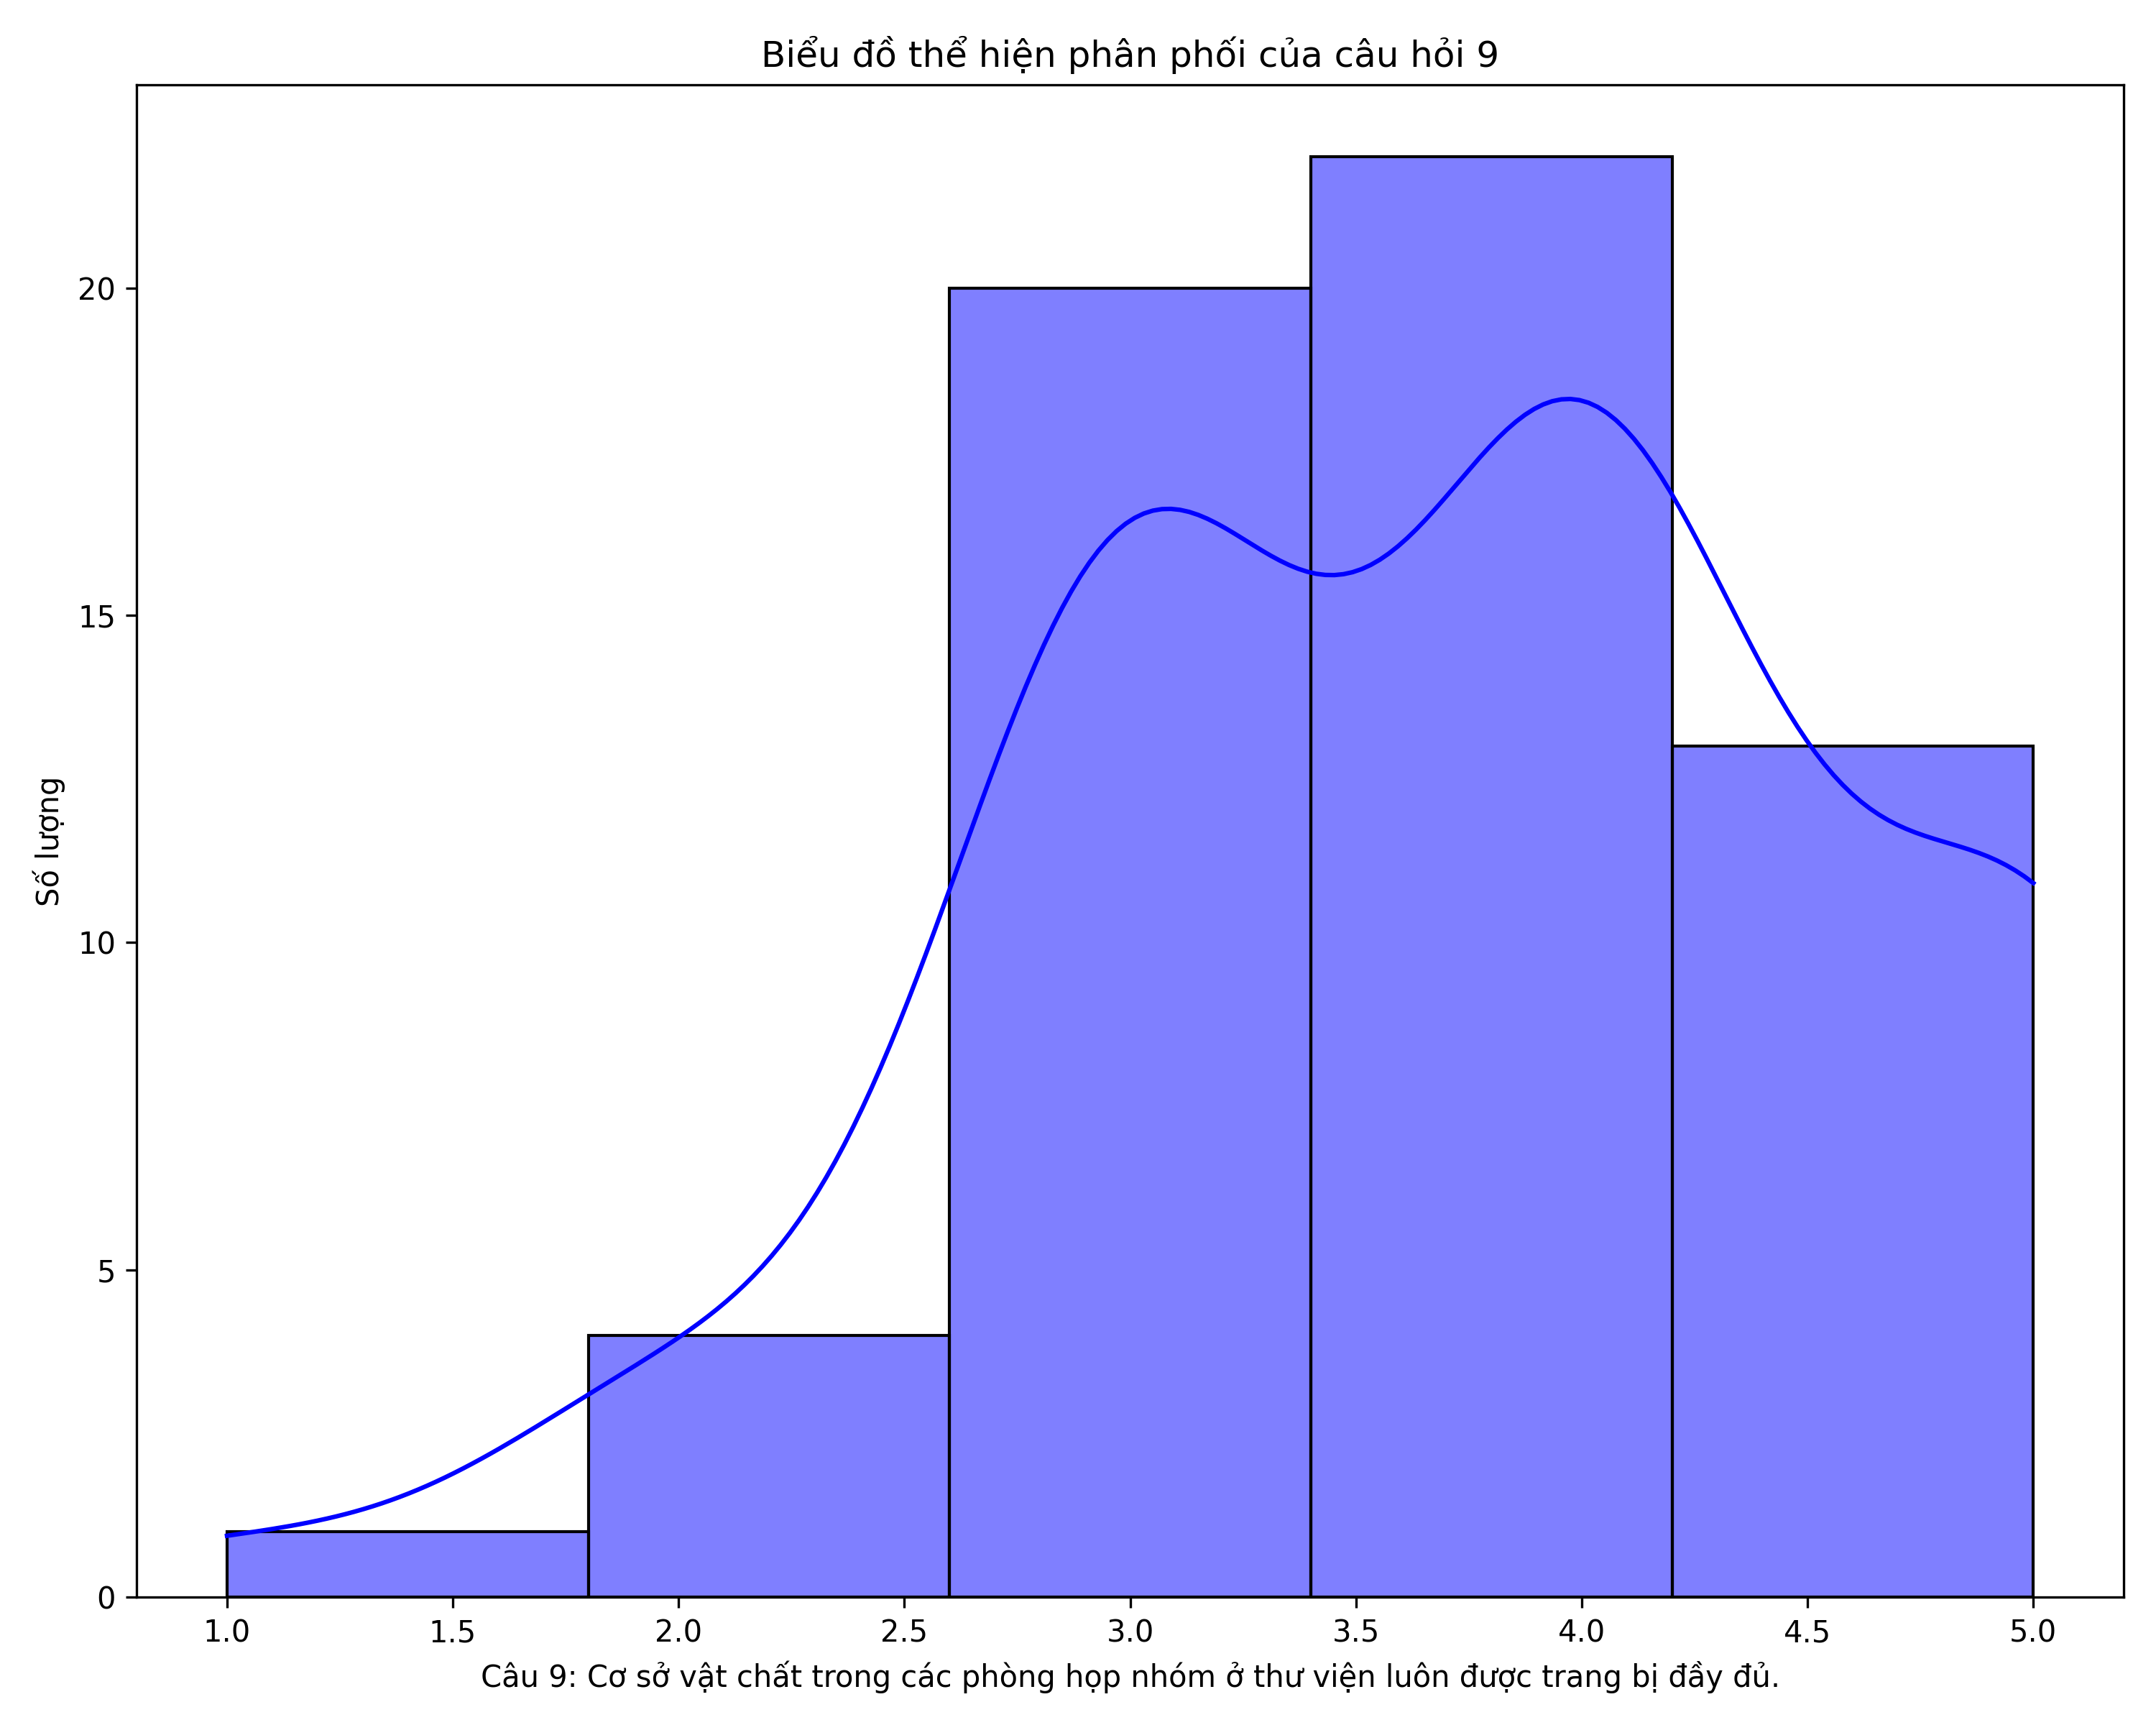 Biểu đồ thể hiện phân phối của câu hỏi 9
Số lượng
20
15
10
5
0
1.0 1.5 2.0 2.5 3.0 3.5 4.0 4.5 5.0
Câu 9: Cơ sở vật chất trong các phòng họp nhóm ở thư viện luôn được trang bị đầy đủ.